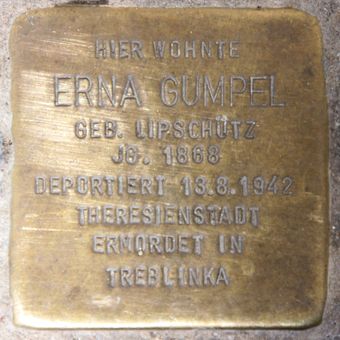 HIER WOHNTE
ERNA GUMPEL
GEB. LIPSCHÜTZ
JG. 1868
DEPORTIERT 13.8.1942
THERESIENSTADT
ERMORDET IN
TREBLINKA